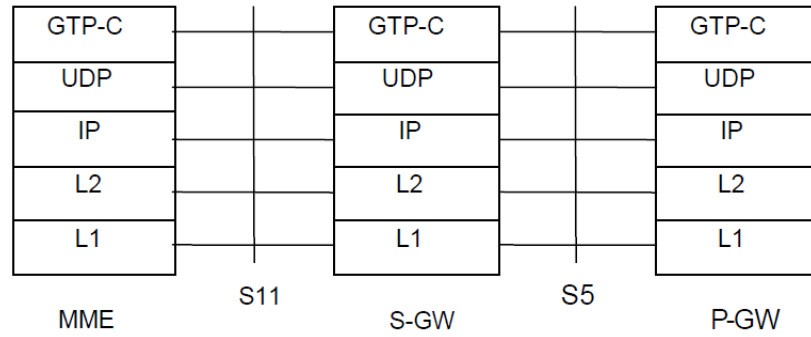 GTP-C GTP-C GTP-C
UDP UDP UDP
IP IP IP
L2 L2 L2
L1 L1 L1
S11 S5
MME S-GW P-GW